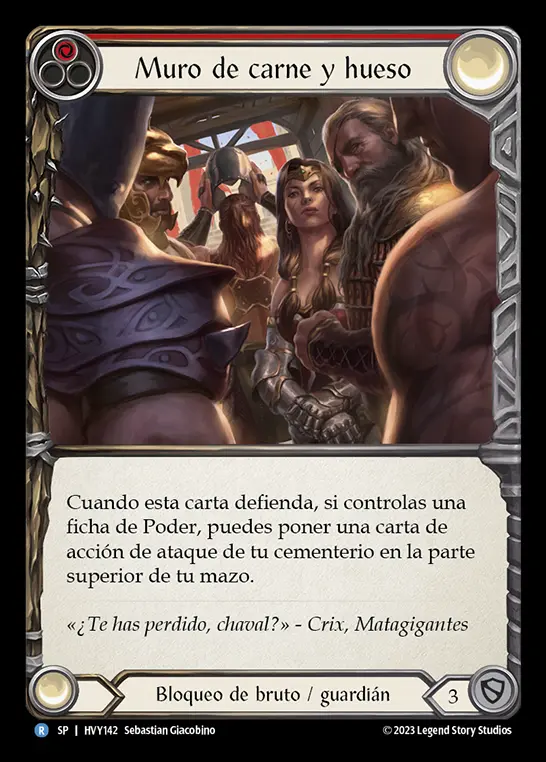 Muro de carne y hueso
Cuando esta carta defienda, si controlas una
ficha de Poder, puedes poner una carta de
acción de ataque de tu cementerio en la parte
superior de tu mazo.
«¿Te has perdido, chaval?» - Crix, Matagigantes
Bloqueo de bruto / guardián
3
R SP | HVY142 Sebastian Giacobino
© 2023 Legend Story Studios